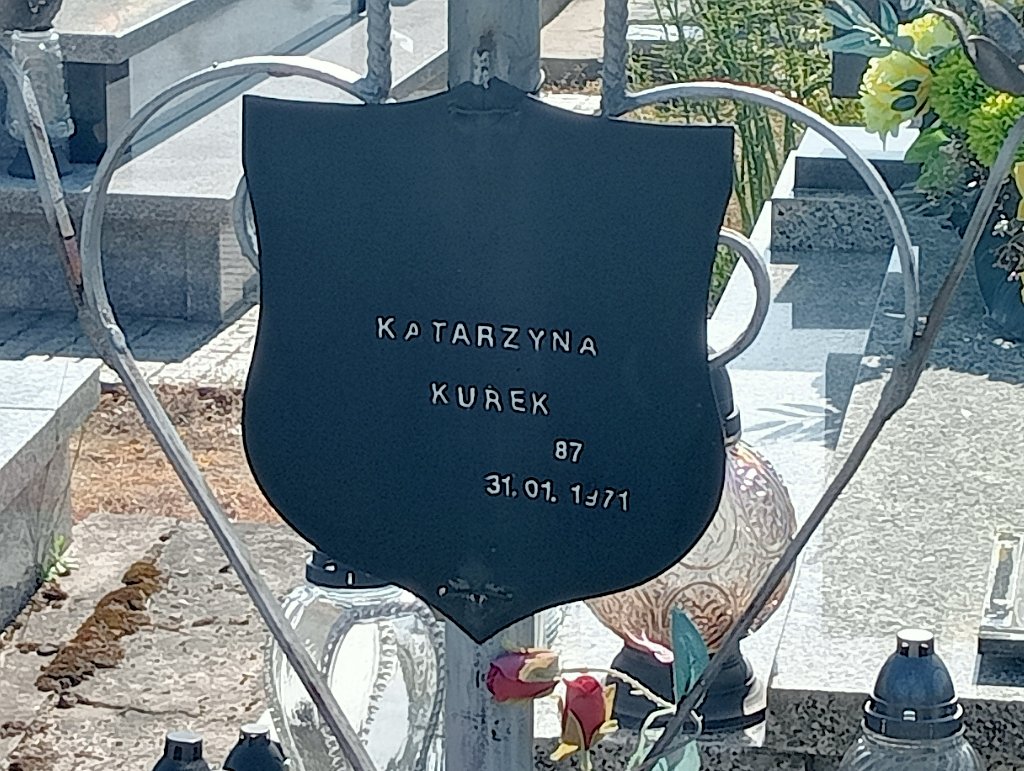 KATARZYNA
KUREK
87
31.01.1971